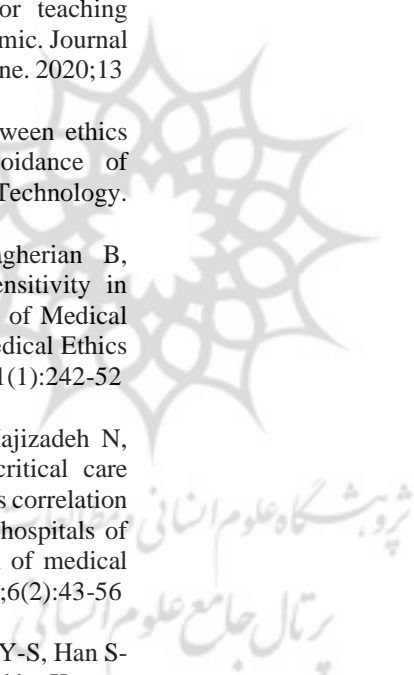 or teaching
mic. Journal
ne. 2020;13
ween ethics
oidance of
Technology.
agherian B,
ensitivity in
of Medical
edical Ethics
1(1):242-52
ajizadeh N,
critical care
s correlation
hospitals of
of medical
;6(2):43-56
پژوهشگاه علوم انسانی و مطالعات
پرتال جامع علوم انسانی
Y-S, Han S-